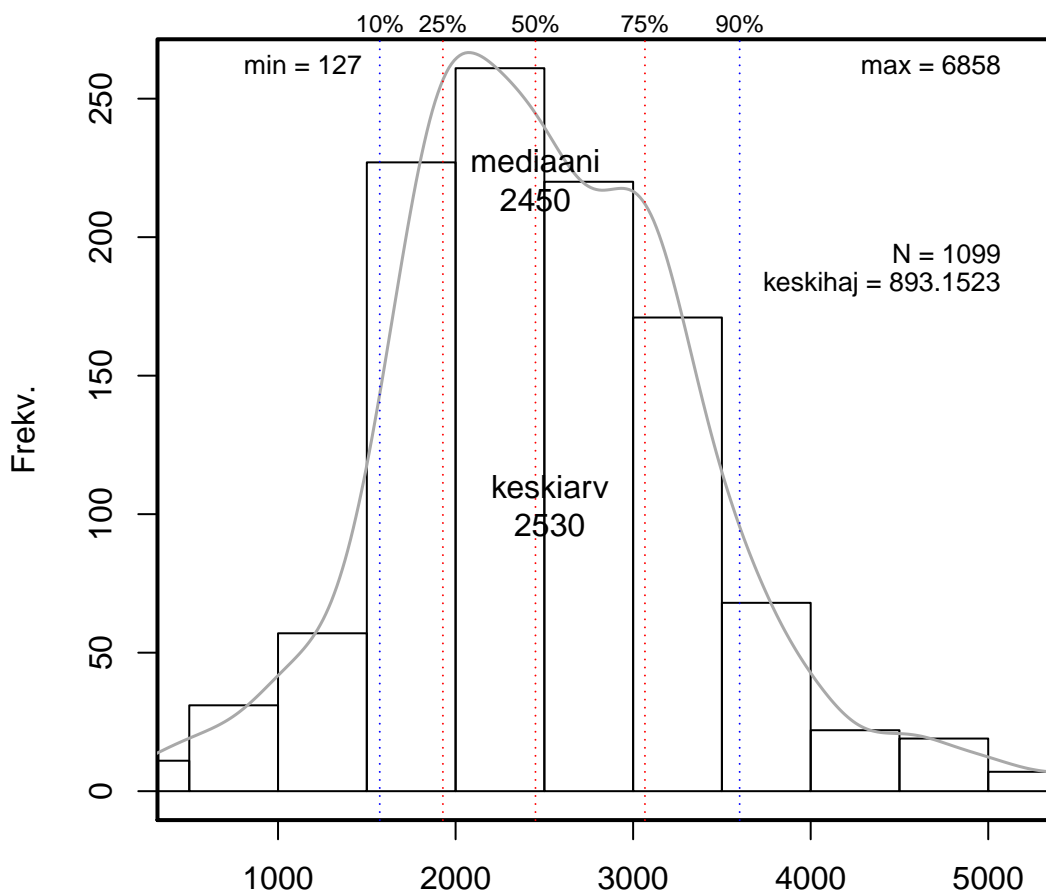 10% 25% 50% 75% 90%
min = 127 max = 6858
mediaani
2450
N = 1099
keskihaj = 893.1523
keskiarv
2530
Frekv.
250
200
150
100
50
0
1000 2000 3000 4000 5000